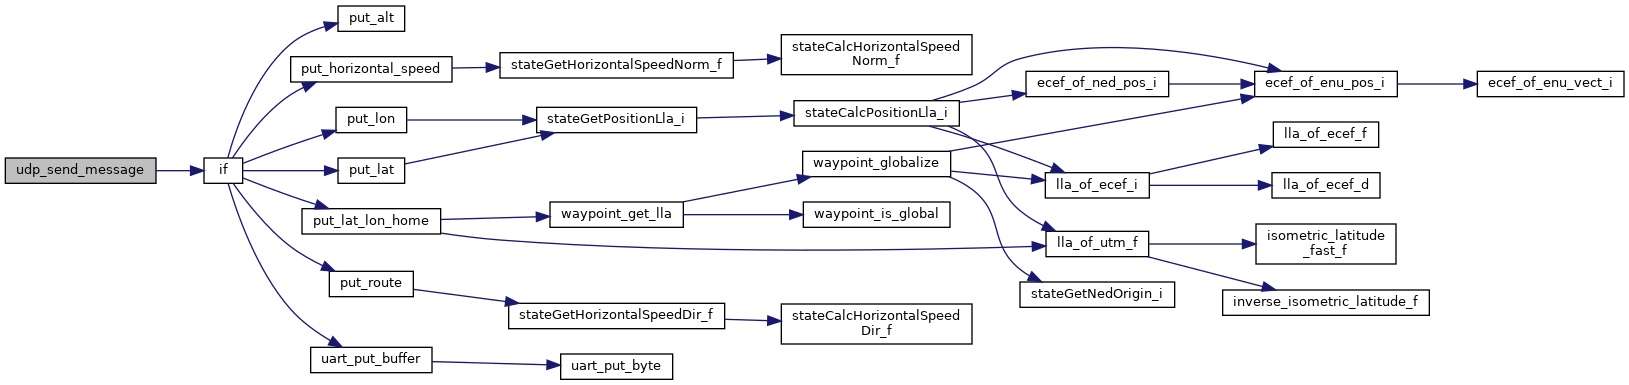 udp_send_message
if
put_alt
put_horizontal_speed
put_lon
put_lat
put_lat_lon_home
put_route
uart_put_buffer
stateGetHorizontalSpeedNorm_f
stateGetPositionLla_i
waypoint_get_lla
stateGetHorizontalSpeedDir_f
uart_put_byte
stateCalcHorizontalSpeed
Norm_f
stateCalcPositionLla_i
waypoint_globalize
waypoint_is_global
stateCalcHorizontalSpeed
Dir_f
ecef_of_ned_pos_i
lla_of_ecef_i
lla_of_utm_f
stateGetNedOrigin_i
ecef_of_enu_pos_i
lla_of_ecef_f
lla_of_ecef_d
isometric_latitude
_fast_f
inverse_isometric_latitude_f
ecef_of_enu_vect_i